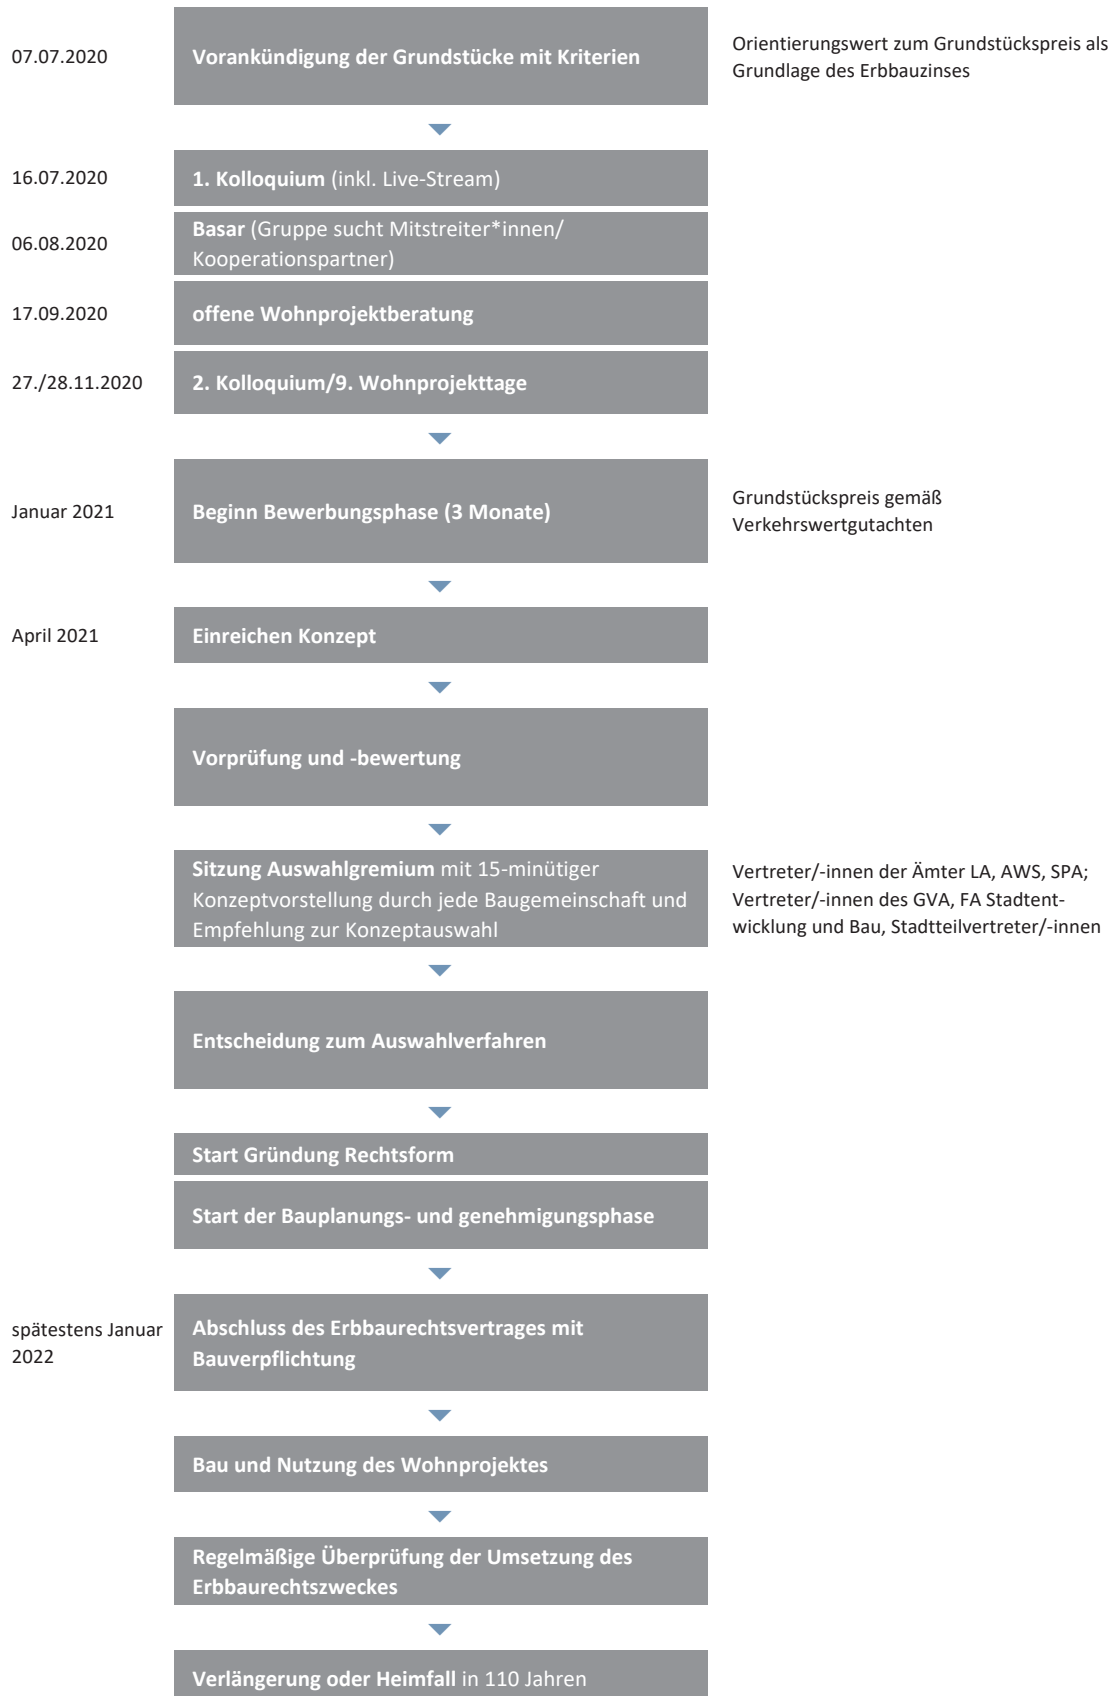 07.07.2020
Vorankündigung der Grundstücke mit Kriterien
Orientierungswert zum Grundstückspreis als
Grundlage des Erbbauzinses
16.07.2020
1. Kolloquium (inkl. Live-Stream)
06.08.2020
Basar (Gruppe sucht Mitstreiter*innen/
Kooperationspartner)
17.09.2020
offene Wohnprojektberatung
27./28.11.2020
2. Kolloquium/9. Wohnprojekttage
Januar 2021
Beginn Bewerbungsphase (3 Monate)
Grundstückspreis gemäß
Verkehrswertgutachten
April 2021
Einreichen Konzept
Vorprüfung und -bewertung
Sitzung Auswahlgremium mit 15-minütiger
Konzeptvorstellung durch jede Baugemeinschaft und
Empfehlung zur Konzeptauswahl
Vertreter/-innen der Ämter LA, AWS, SPA;
Vertreter/-innen des GVA, FA Stadtent-
wicklung und Bau, Stadtteilvertreter/-innen
Entscheidung zum Auswahlverfahren
Start Gründung Rechtsform
Start der Bauplanungs- und genehmigungsphase
spätestens Januar
2022
Abschluss des Erbbaurechtsvertrages mit
Bauverpflichtung
Bau und Nutzung des Wohnprojektes
Regelmäßige Überprüfung der Umsetzung des
Erbbaurechtszweckes
Verlängerung oder Heimfall in 110 Jahren